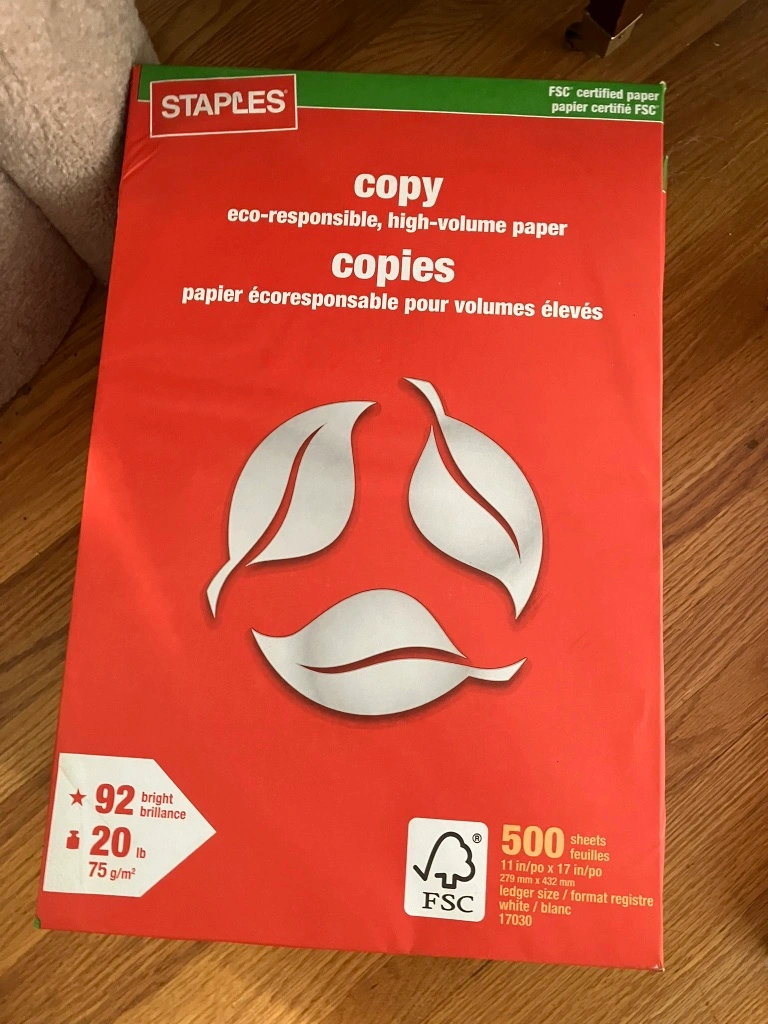 STAPLES®
FSC® certified paper
papier certifié FSC®
copy
eco-responsible, high-volume paper
copies
papier écoresponsable pour volumes élevés
92 bright
brillance
20 lb
75 g/m²
®
FSC
500 sheets
feuilles
11 in/po x 17 in/po
279 mm x 432 mm
ledger size / format registre
white / blanc
17030